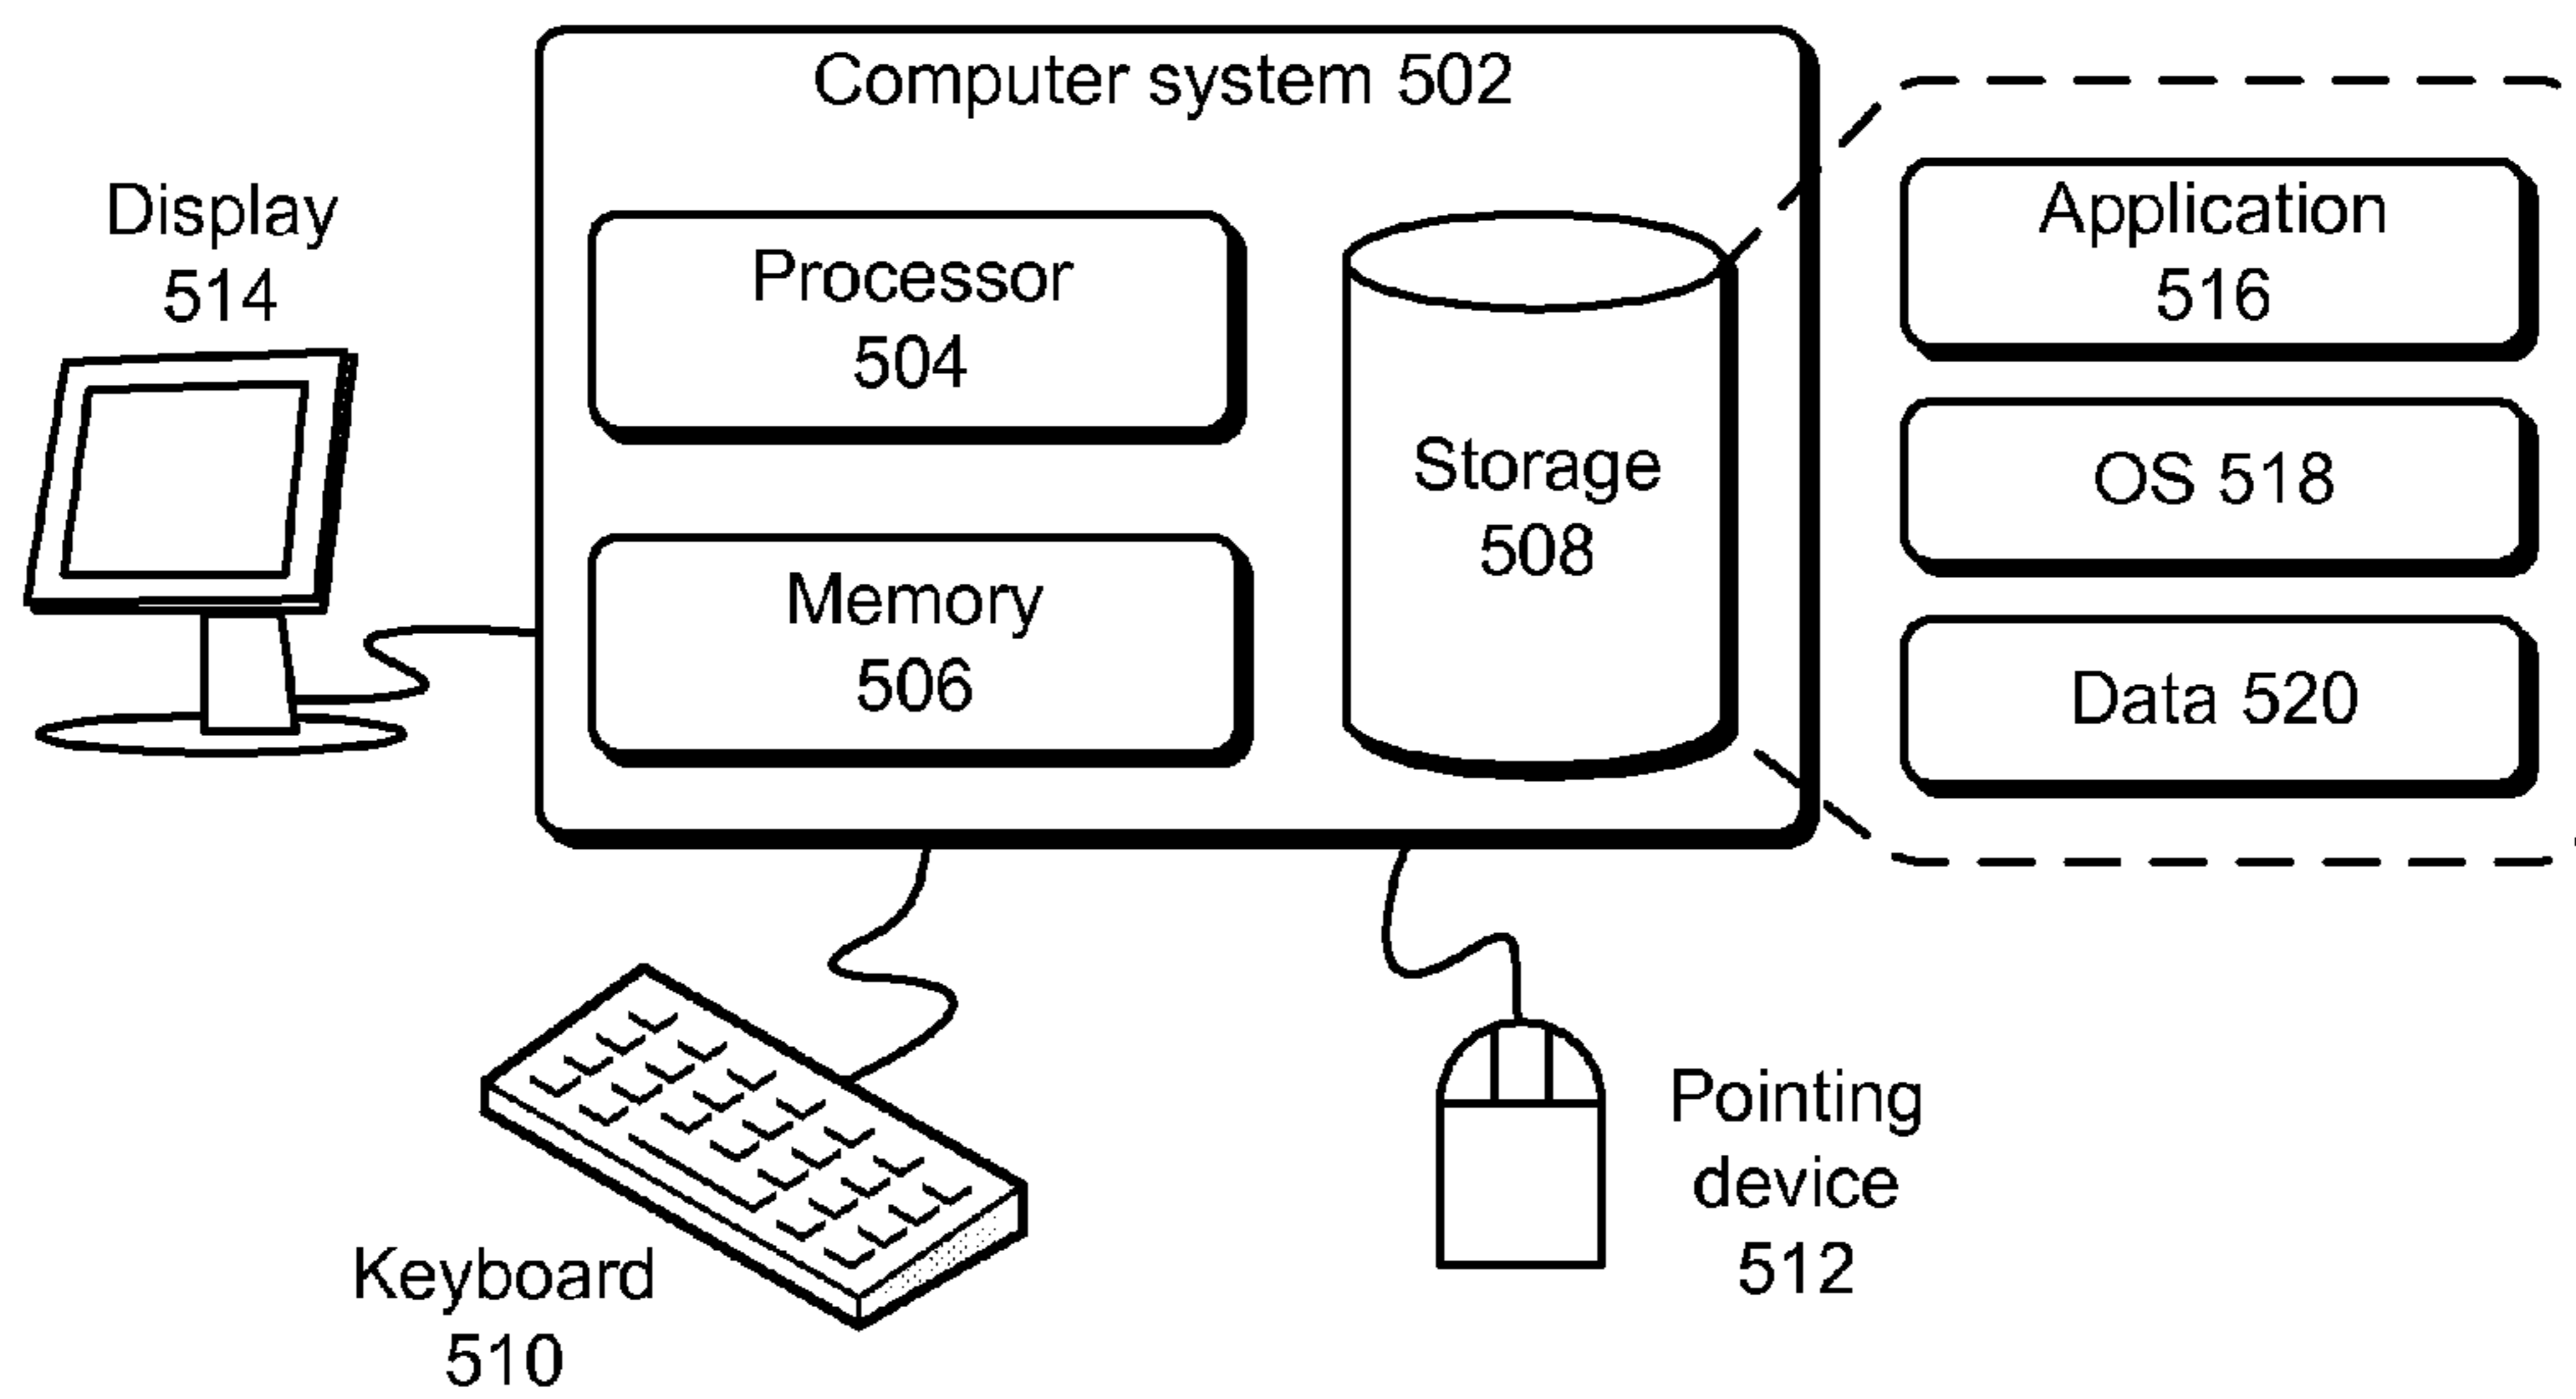 Computer system 502
Display
514
Processor
504
Memory
506
Storage
508
Application
516
OS 518
Data 520
Keyboard
510
Pointing
device
512